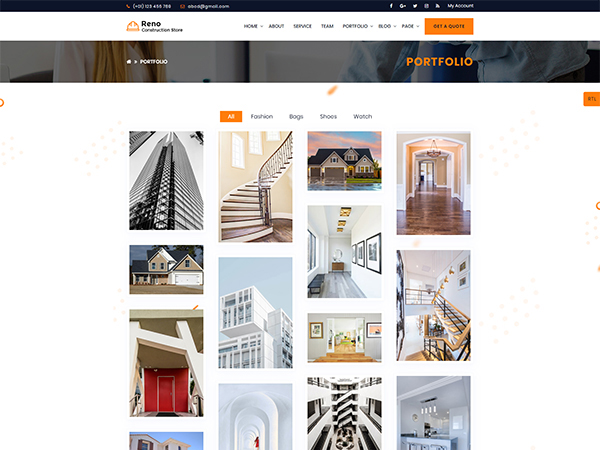 (+01) 123 455 789 abcd@gmail.com My Account
Reno
Construction Store
HOME ABOUT SERVICE TEAM PORTFOLIO BLOG PAGE GET A QUOTE
» PORTFOLIO
PORTFOLIO
RTL
All Fashion Bags Shoes Watch